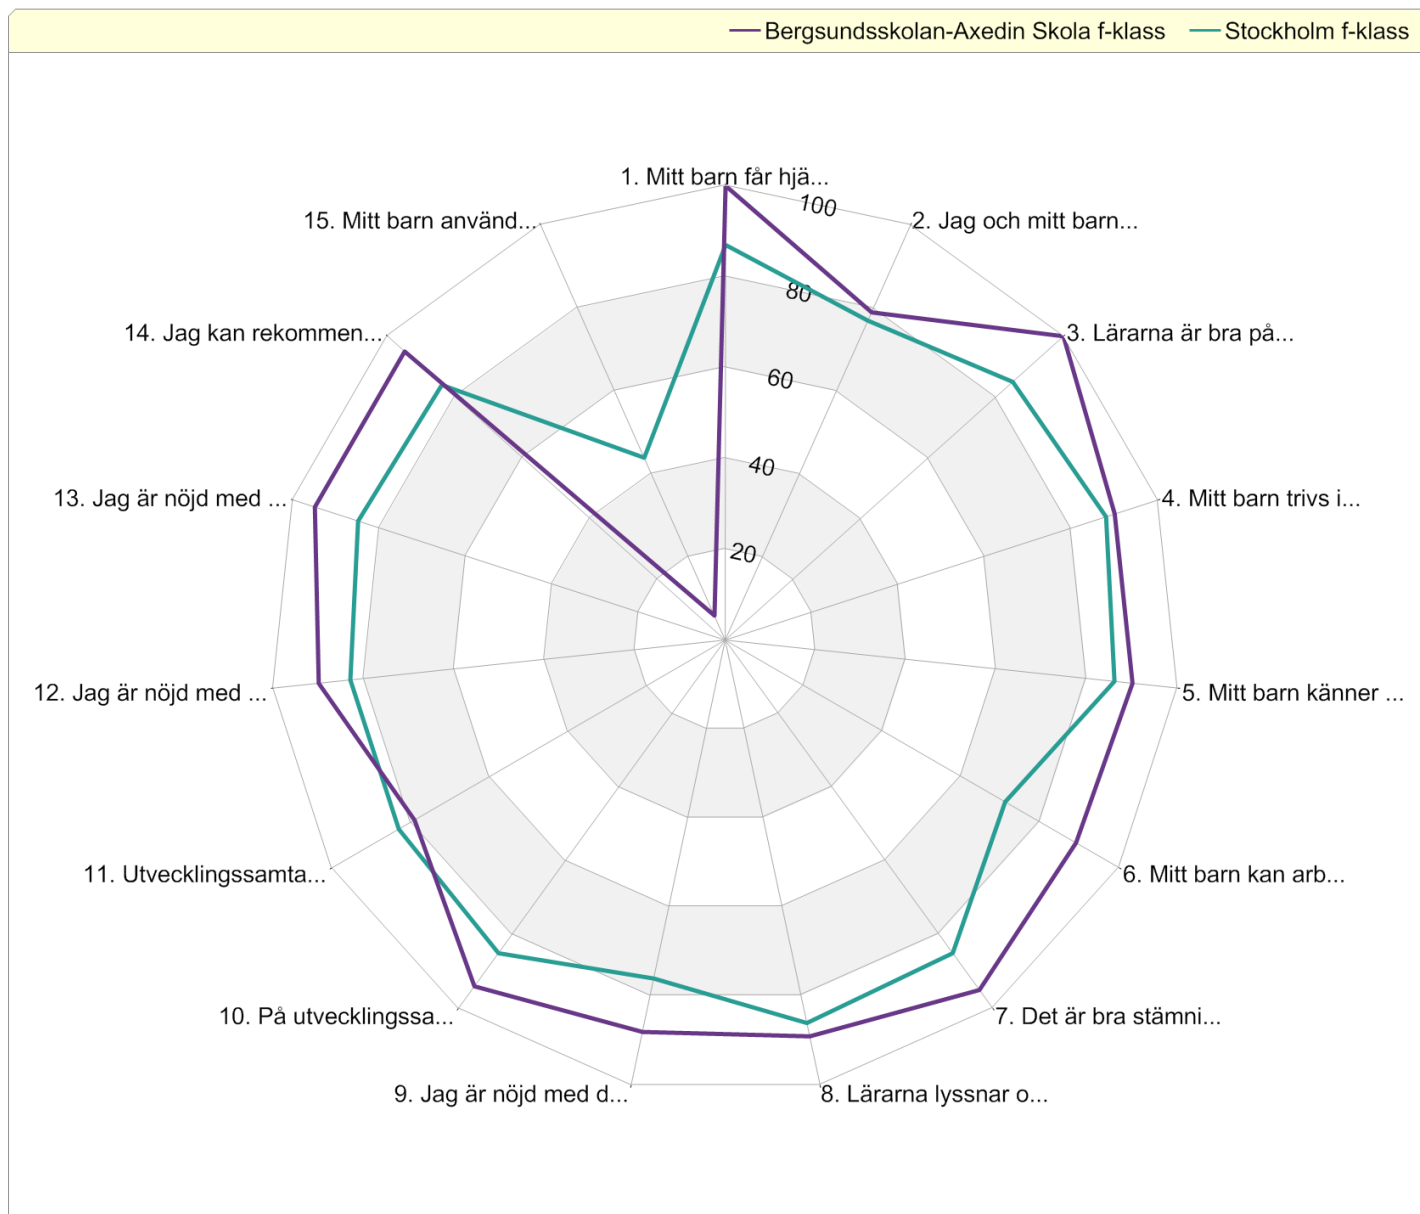 Bergsundsskolan-Axedin Skola f-klass Stockholm f-klass
1. Mitt barn får hjä...
100
15. Mitt barn använd...
2. Jag och mitt barn...
80
14. Jag kan rekommen...
3. Lärarna är bra på...
60
40
13. Jag är nöjd med ...
4. Mitt barn trivs i...
20
12. Jag är nöjd med ...
5. Mitt barn känner ...
11. Utvecklingssamta...
6. Mitt barn kan arb...
10. På utvecklingssa...
7. Det är bra stämni...
9. Jag är nöjd med d...
8. Lärarna lyssnar o...